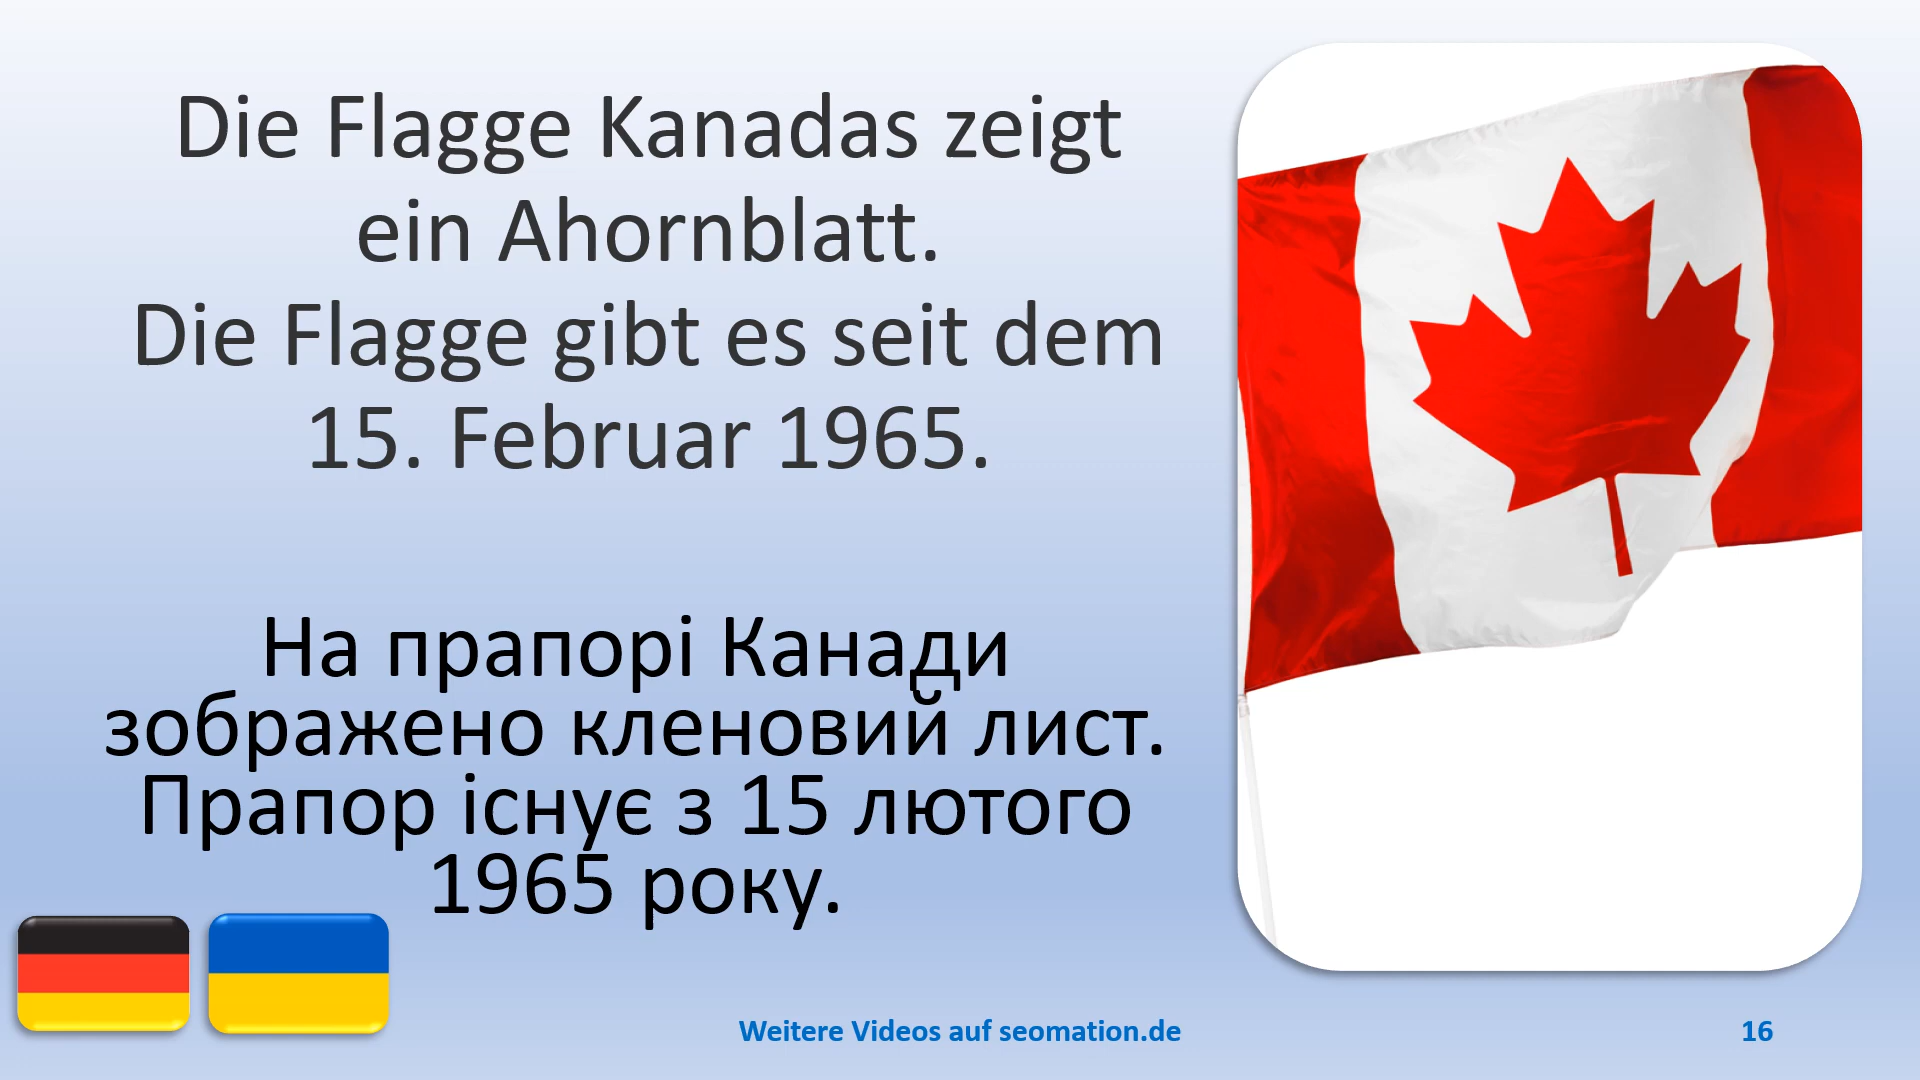 Die Flagge Kanadas zeigt
ein Ahornblatt.
Die Flagge gibt es seit dem
15. Februar 1965.
На прапорі Канади
зображено кленовий лист.
Прапор існує з 15 лютого
1965 року.
Weitere Videos auf seomation.de
16